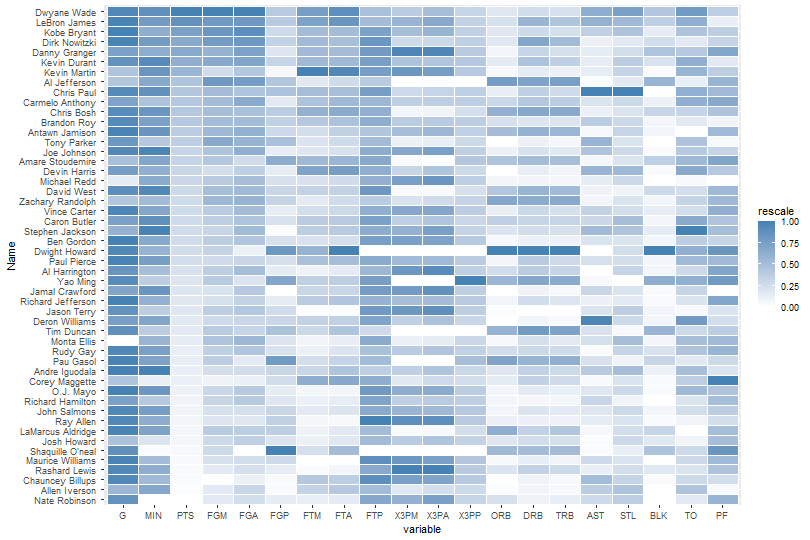 Dwyane Wade
LeBron James
Kobe Bryant
Dirk Nowitzki
Danny Granger
Kevin Durant
Kevin Martin
Al Jefferson
Chris Paul
Carmelo Anthony
Chris Bosh
Brandon Roy
Antawn Jamison
Tony Parker
Joe Johnson
Amare Stoudemire
Devin Harris
Michael Redd
David West
Zachary Randolph
Vince Carter
Caron Butler
Stephen Jackson
Ben Gordon
Dwight Howard
Paul Pierce
Al Harrington
Yao Ming
Jamal Crawford
Richard Jefferson
Jason Terry
Deron Williams
Tim Duncan
Monta Ellis
Rudy Gay
Pau Gasol
Andre Iguodala
Corey Maggette
O.J. Mayo
Richard Hamilton
John Salmons
Ray Allen
LaMarcus Aldridge
Josh Howard
Shaquille O'neal
Maurice Williams
Rashard Lewis
Chauncey Billups
Allen Iverson
Nate Robinson
Name
G MIN PTS FGM FGA FGP FTM FTA FTP X3PM X3PA X3PP ORB DRB TRB AST STL BLK TO PF
variable
rescale
1.00
0.75
0.50
0.25
0.00